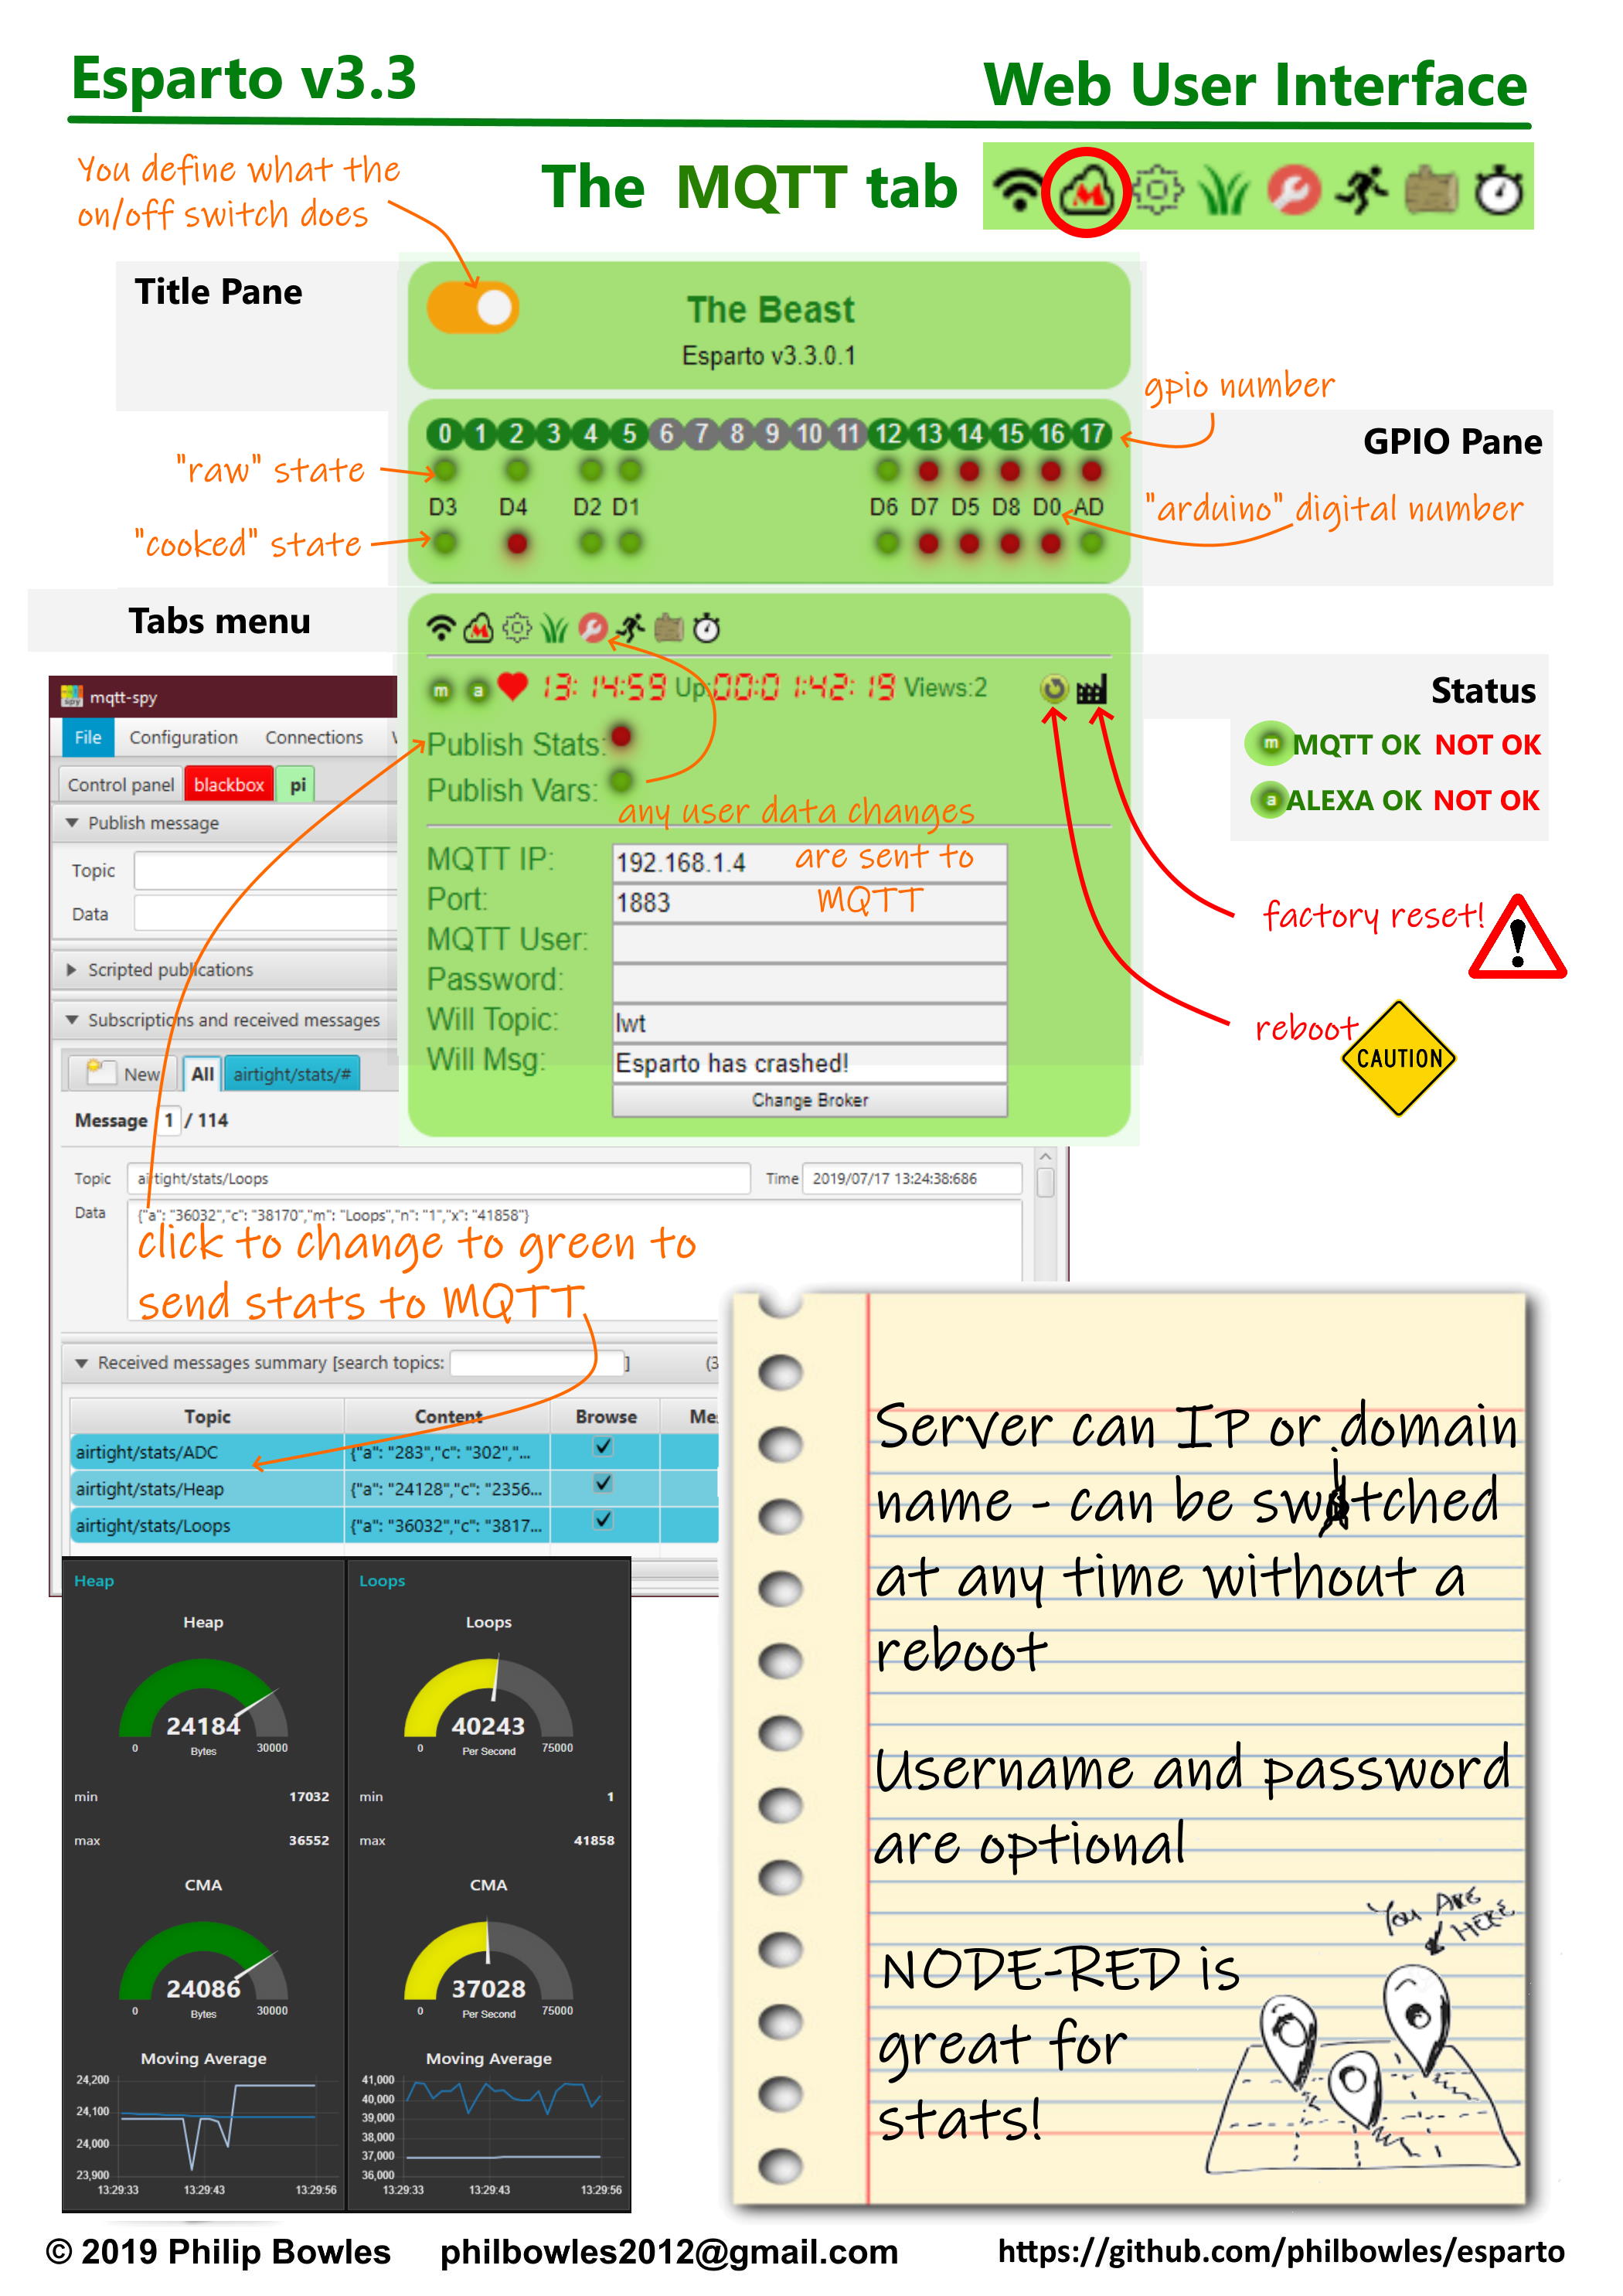 Esparto v3.3
Web User Interface
You define what the
on/off switch does
The MQTT tab
Title Pane
The Beast
Esparto v3.3.0.1
gpio number
0 1 2 3 4 5 6 7 8 9 10 11 12 13 14 15 16 17
GPIO Pane
"raw" state
D3 D4 D2 D1 D6 D7 D5 D8 D0 AD
"arduino" digital number
"cooked" state
Tabs menu
m a 13:14:59 Up:00:01:42:19 Views:2
Status
m MQTT OK NOT OK
a ALEXA OK NOT OK
Publish Stats:
Publish Vars:
any user data changes
are sent to
MQTT
MQTT IP: 192.168.1.4
Port: 1883
MQTT User:
Password:
Will Topic: lwt
Will Msg: Esparto has crashed!
Change Broker
factory reset!
reboot
CAUTION
spy mqtt-spy
File Configuration Connections
Control panel blackbox pi
Publish message
Topic
Data
Scripted publications
Subscriptions and received messages
New All airtight/stats/#
Message 1 / 114
Topic airtight/stats/Loops Time 2019/07/17 13:24:38:686
Data {"a": "36032","c": "38170","m": "Loops","n": "1","x": "41858"}
click to change to green to
send stats to MQTT
Received messages summary [search topics: ] (3
Topic Content Browse Me
airtight/stats/ADC {"a": "283","c": "302","...
airtight/stats/Heap {"a": "24128","c": "2356...
airtight/stats/Loops {"a": "36032","c": "3817...
Heap
Heap
24184
0 Bytes 30000
min 17032
max 36552
CMA
24086
0 Bytes 30000
Moving Average
24,200
24,100
24,000
23,900
13:29:33 13:29:43 13:29:56
Loops
Loops
40243
0 Per Second 75000
min 1
max 41858
CMA
37028
0 Per Second 75000
Moving Average
41,000
40,000
39,000
38,000
37,000
36,000
13:29:33 13:29:43 13:29:56
Server can IP or domain
name - can be switched
at any time without a
reboot
Username and password
are optional
NODE-RED is
great for
stats!
You ARE
HERE
© 2019 Philip Bowles philbowles2012@gmail.com https://github.com/philbowles/esparto